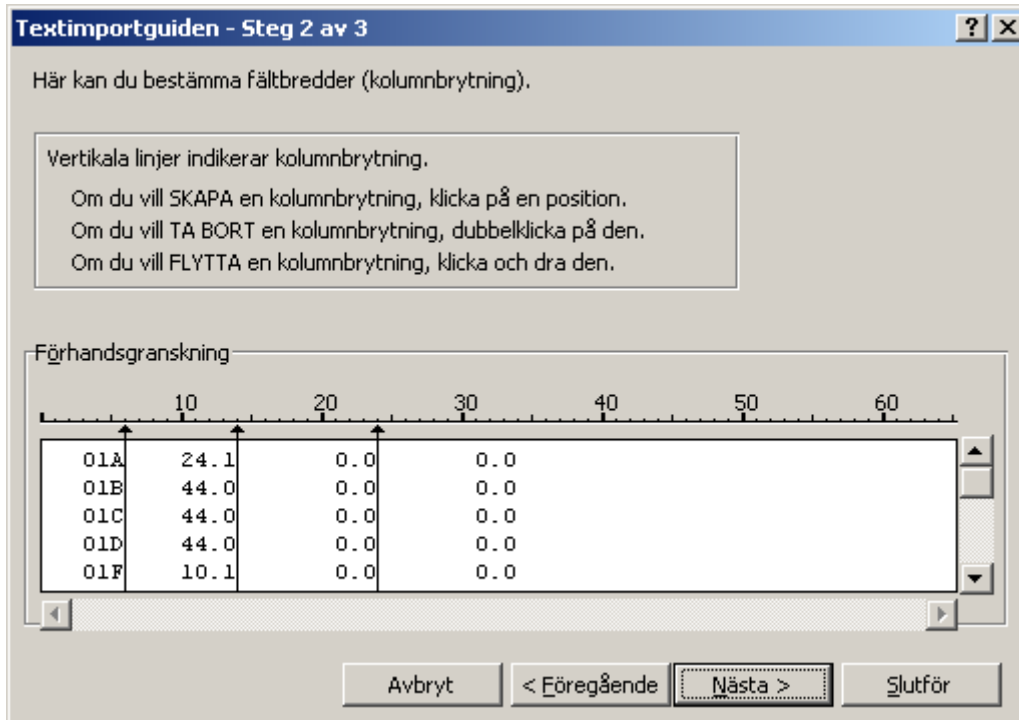 Textimportguiden - Steg 2 av 3
Här kan du bestämma fältbredder (kolumnbrytning).
Vertikala linjer indikerar kolumnbrytning.
Om du vill SKAPA en kolumnbrytning, klicka på en position.
Om du vill TA BORT en kolumnbrytning, dubbelklicka på den.
Om du vill FLYTTA en kolumnbrytning, klicka och dra den.
Förhandsgranskning
10 20 30 40 50 60
01A 24.1 0.0 0.0
01B 44.0 0.0 0.0
01C 44.0 0.0 0.0
01D 44.0 0.0 0.0
01F 10.1 0.0 0.0
Avbryt < Föregående Nästa > Slutför